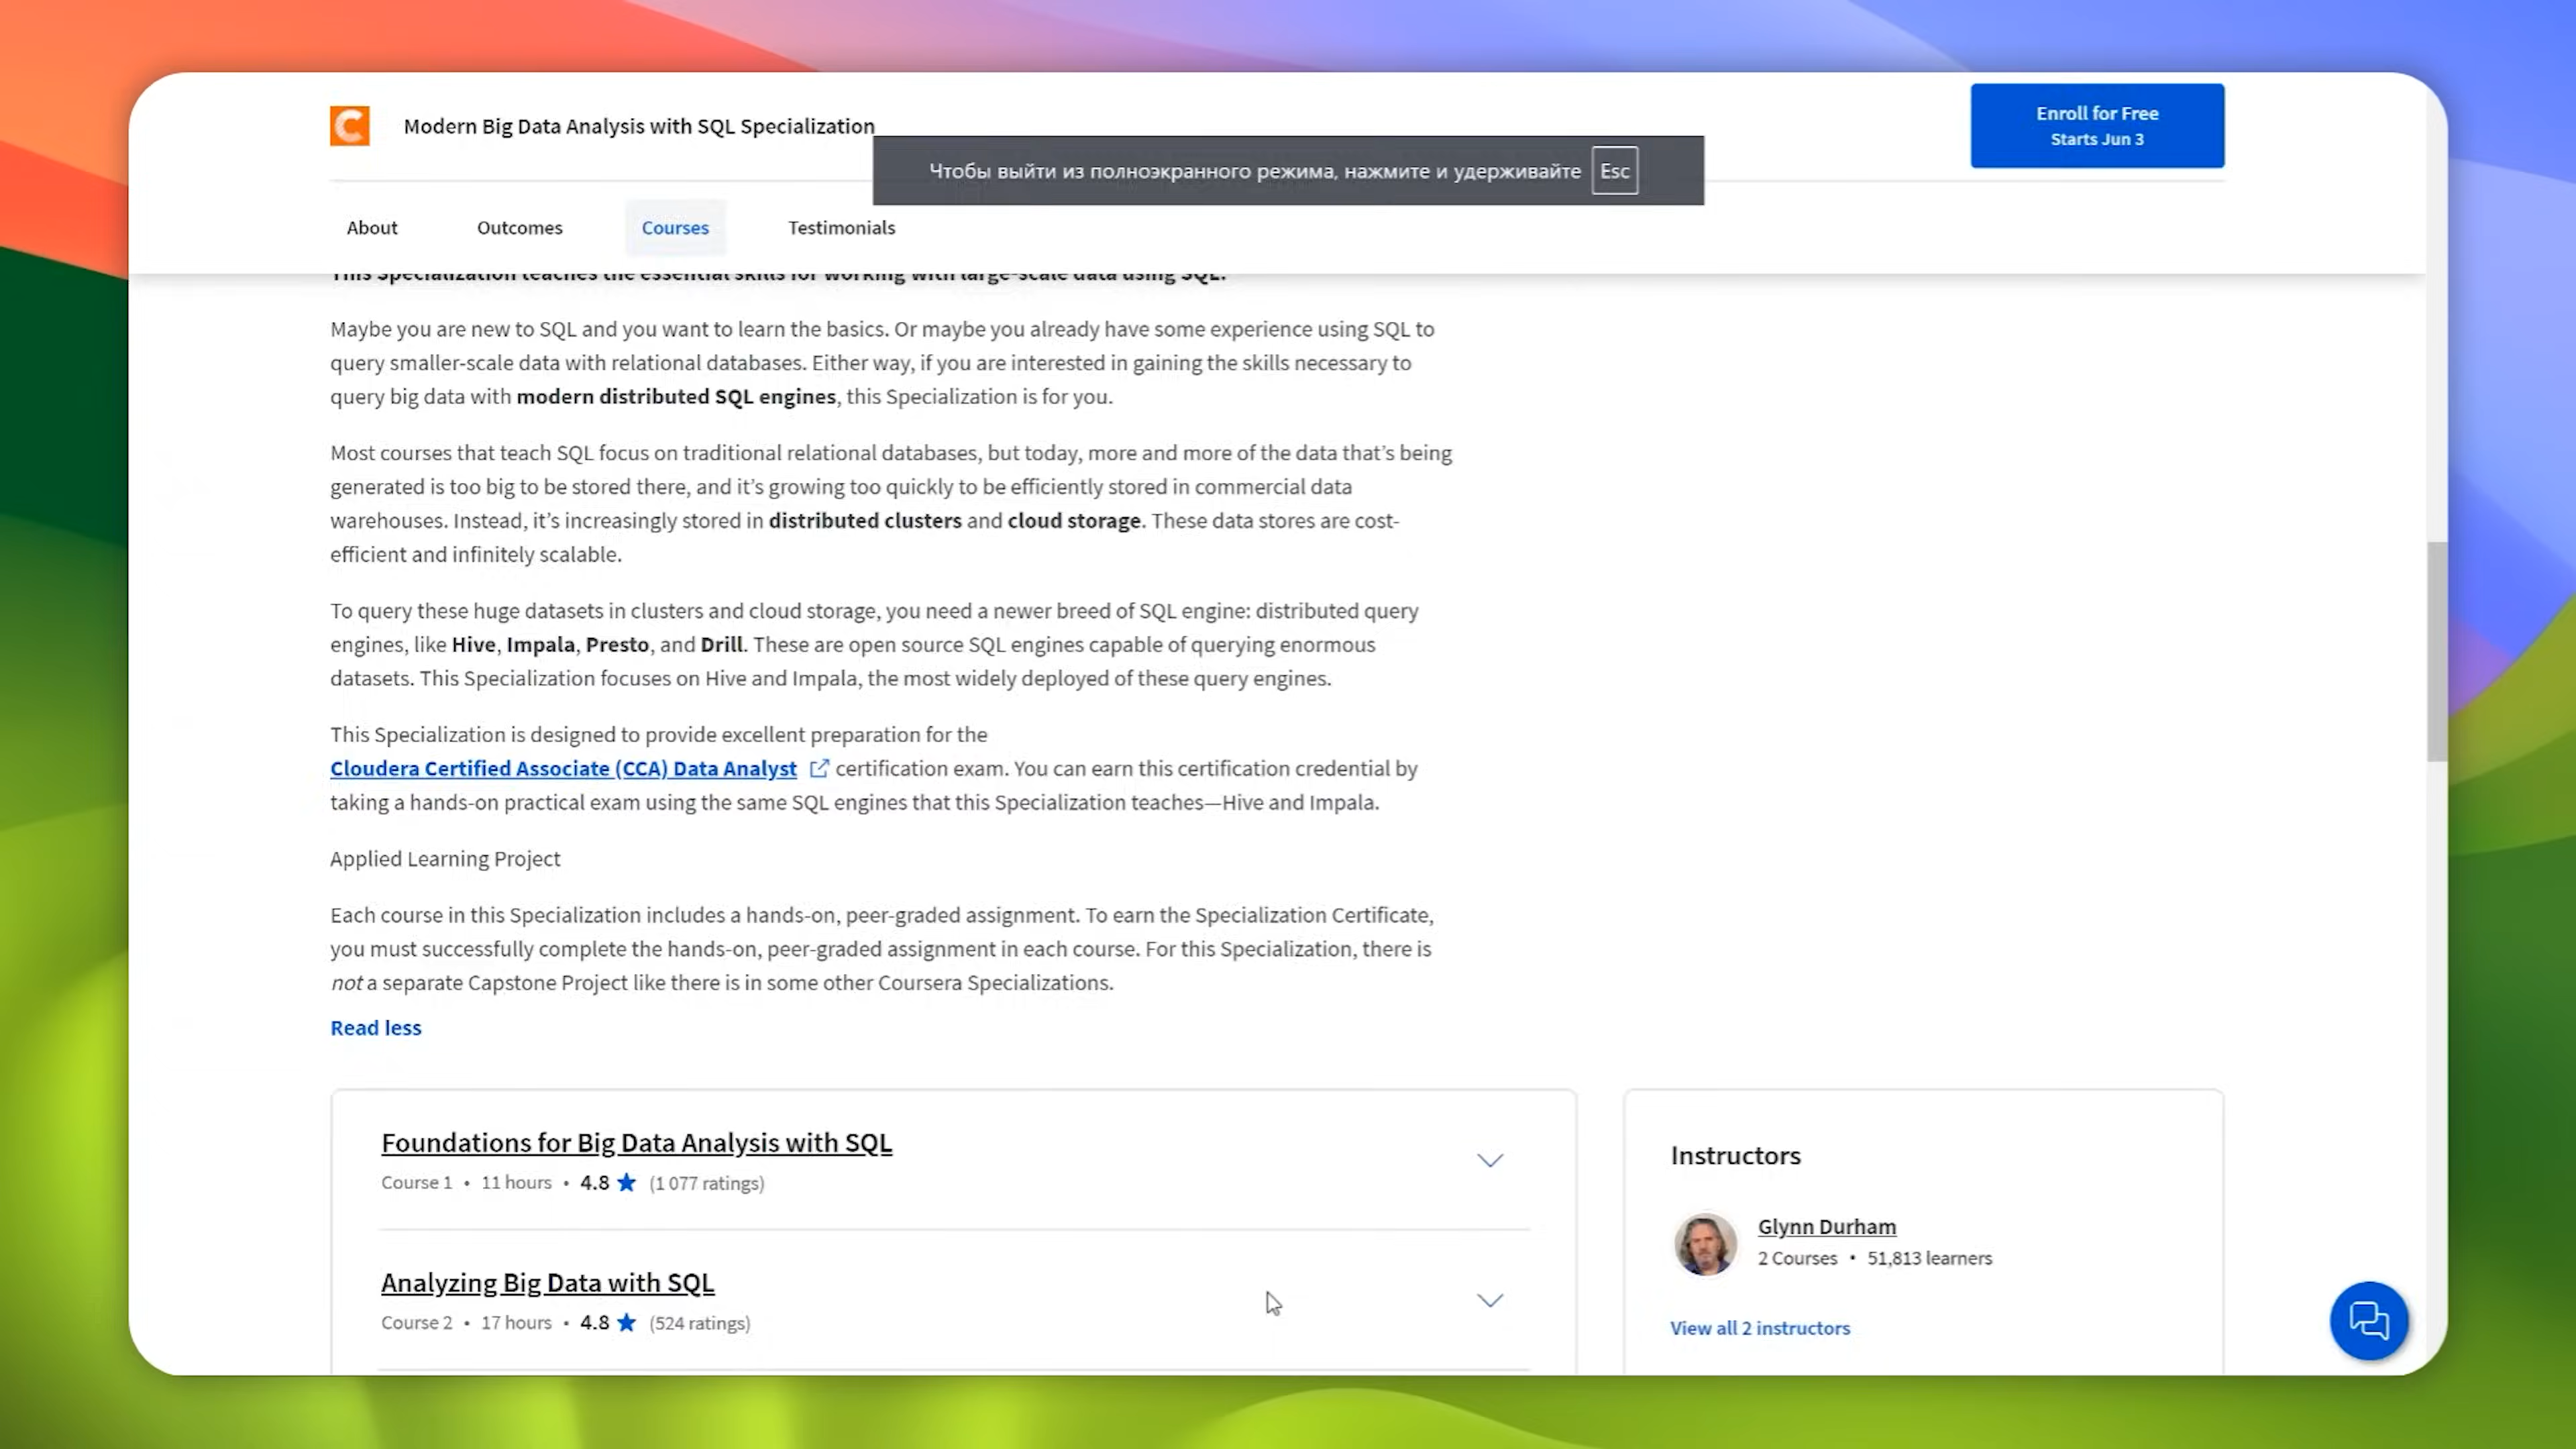 Modern Big Data Analysis with SQL Specialization
Enroll for Free
Starts Jun 3
Чтобы выйти из полноэкранного режима, нажмите и удерживайте Esc
About
Outcomes
Courses
Testimonials
This Specialization teaches the essential skills for working with large-scale data using SQL.
Maybe you are new to SQL and you want to learn the basics. Or maybe you already have some experience using SQL to
query smaller-scale data with relational databases. Either way, if you are interested in gaining the skills necessary to
query big data with modern distributed SQL engines, this Specialization is for you.
Most courses that teach SQL focus on traditional relational databases, but today, more and more of the data that’s being
generated is too big to be stored there, and it’s growing too quickly to be efficiently stored in commercial data
warehouses. Instead, it’s increasingly stored in distributed clusters and cloud storage. These data stores are cost-
efficient and infinitely scalable.
To query these huge datasets in clusters and cloud storage, you need a newer breed of SQL engine: distributed query
engines, like Hive, Impala, Presto, and Drill. These are open source SQL engines capable of querying enormous
datasets. This Specialization focuses on Hive and Impala, the most widely deployed of these query engines.
This Specialization is designed to provide excellent preparation for the
Cloudera Certified Associate (CCA) Data Analyst certification exam. You can earn this certification credential by
taking a hands-on practical exam using the same SQL engines that this Specialization teaches—Hive and Impala.
Applied Learning Project
Each course in this Specialization includes a hands-on, peer-graded assignment. To earn the Specialization Certificate,
you must successfully complete the hands-on, peer-graded assignment in each course. For this Specialization, there is
not a separate Capstone Project like there is in some other Coursera Specializations.
Read less
Foundations for Big Data Analysis with SQL
Course 1 • 11 hours • 4.8 ★ (1 077 ratings)
Analyzing Big Data with SQL
Course 2 • 17 hours • 4.8 ★ (524 ratings)
Instructors
Glynn Durham
2 Courses • 51,813 learners
View all 2 instructors